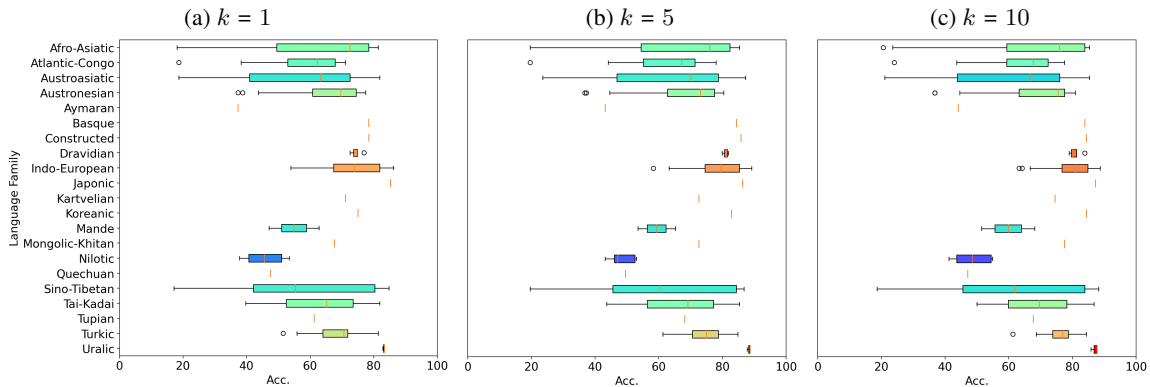 (a) k = 1
(b) k = 5
(c) k = 10
Language Family
Afro-Asiatic
Atlantic-Congo
Austroasiatic
Austronesian
Aymaran
Basque
Constructed
Dravidian
Indo-European
Japonic
Kartvelian
Koreanic
Mande
Mongolic-Khitan
Nilotic
Quechuan
Sino-Tibetan
Tai-Kadai
Tupian
Turkic
Uralic
0 20 40 60 80 100
Acc.
0 20 40 60 80 100
Acc.
0 20 40 60 80 100
Acc.